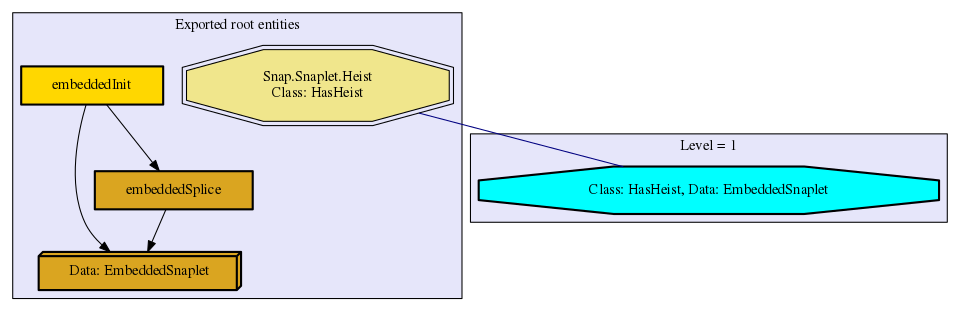 Exported root entities
embeddedInit
Snap.Snaplet.Heist
Class: HasHeist
Level = 1
embeddedSplice
Class: HasHeist, Data: EmbeddedSnaplet
Data: EmbeddedSnaplet